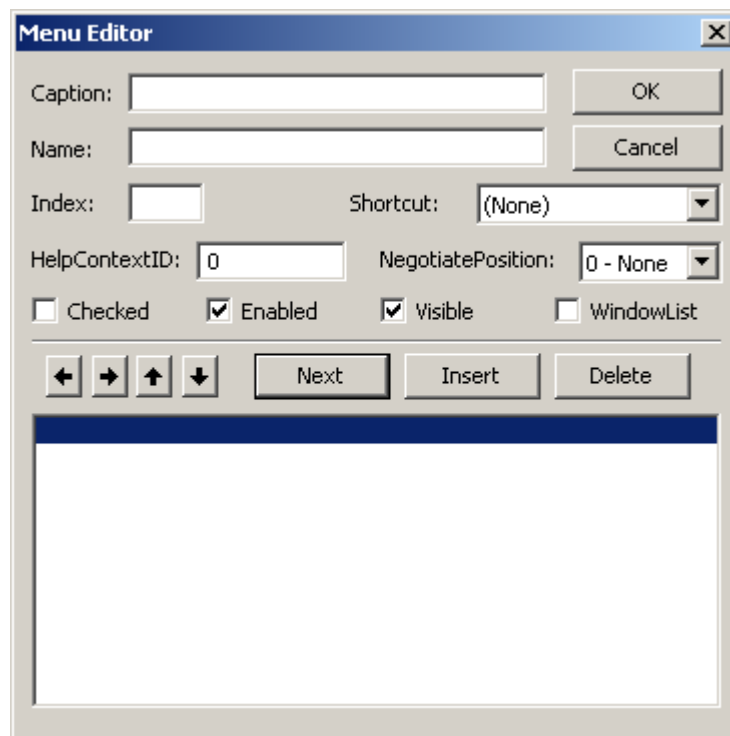 Menu Editor
Caption: OK
Name: Cancel
Index: Shortcut: (None)
HelpContextID: 0 NegotiatePosition: 0 - None
Checked Enabled Visible WindowList
Next Insert Delete